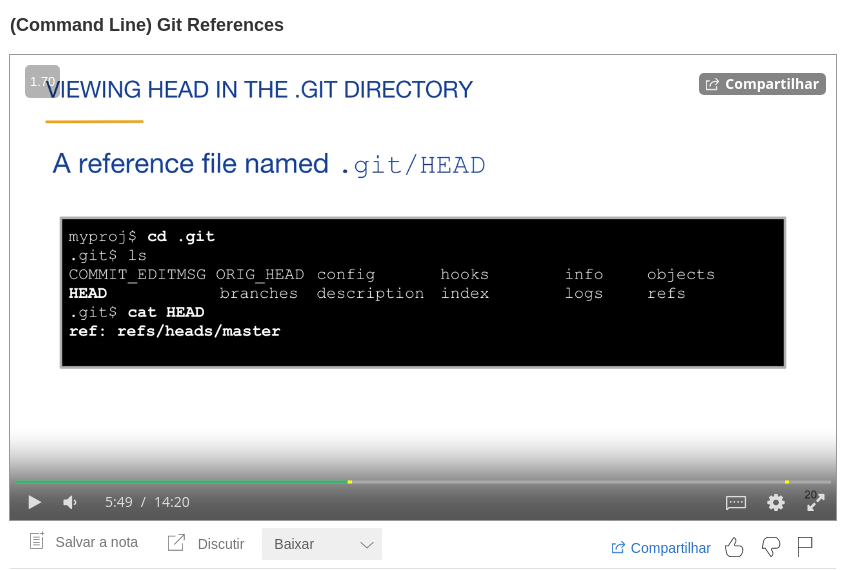 (Command Line) Git References
1.70
VIEWING HEAD IN THE .GIT DIRECTORY
Compartilhar
A reference file named .git/HEAD
myproj$ cd .git
.git$ ls
COMMIT_EDITMSG ORIG_HEAD config hooks info objects
HEAD branches description index logs refs
.git$ cat HEAD
ref: refs/heads/master
5:49 / 14:20
20
Salvar a nota Discutir Baixar Compartilhar